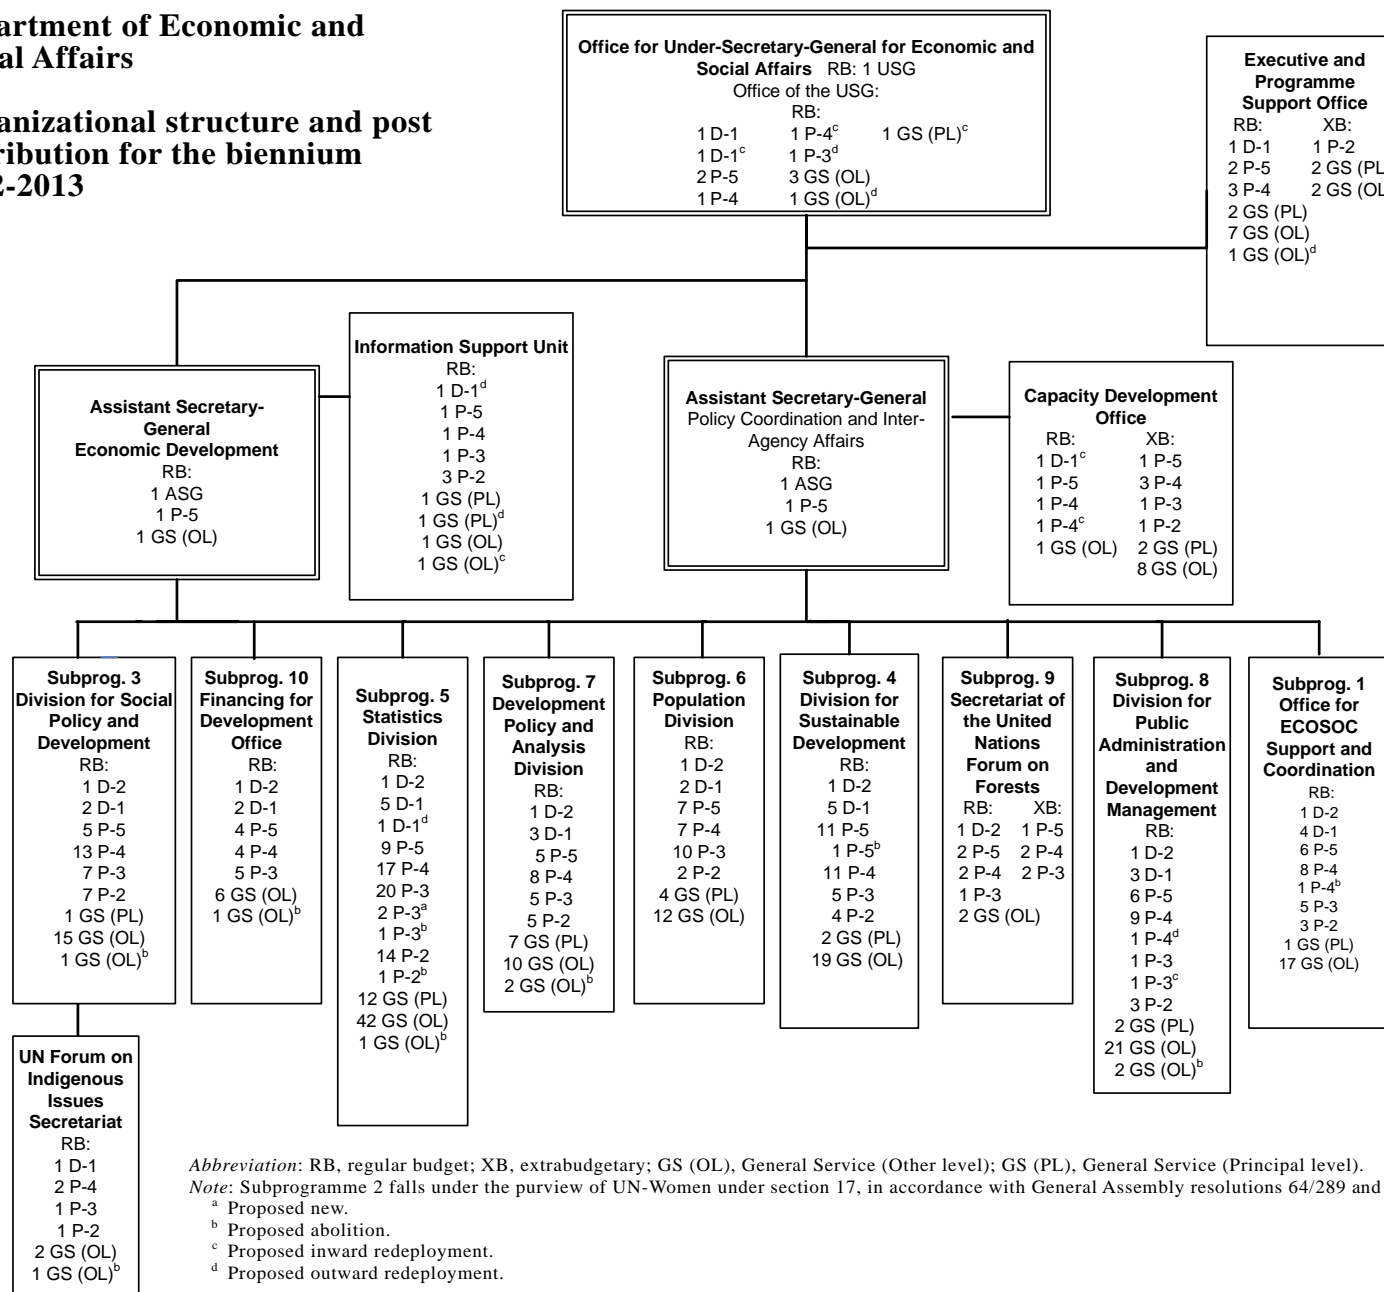 artment of Economic and
al Affairs
anizational structure and post
ribution for the biennium
2-2013
Office for Under-Secretary-General for Economic and
Social Affairs RB: 1 USG
Office of the USG:
RB:
1 D-1 1 P-4c 1 GS (PL)c
1 D-1c 1 P-3d
2 P-5 3 GS (OL)
1 P-4 1 GS (OL)d
Executive and
Programme
Support Office
RB: XB:
1 D-1 1 P-2
2 P-5 2 GS (PL
3 P-4 2 GS (OL
2 GS (PL)
7 GS (OL)
1 GS (OL)d
Assistant Secretary-
General
Economic Development
RB:
1 ASG
1 P-5
1 GS (OL)
Information Support Unit
RB:
1 D-1d
1 P-5
1 P-4
1 P-3
3 P-2
1 GS (PL)
1 GS (PL)d
1 GS (OL)
1 GS (OL)c
Assistant Secretary-General
Policy Coordination and Inter-
Agency Affairs
RB:
1 ASG
1 P-5
1 GS (OL)
Capacity Development
Office
RB: XB:
1 D-1c 1 P-5
1 P-5 3 P-4
1 P-4 1 P-3
1 P-4c 1 P-2
1 GS (OL) 2 GS (PL)
8 GS (OL)
Subprog. 3
Division for Social
Policy and
Development
RB:
1 D-2
2 D-1
5 P-5
13 P-4
7 P-3
7 P-2
1 GS (PL)
15 GS (OL)
1 GS (OL)b
Subprog. 10
Financing for
Development
Office
RB:
1 D-2
2 D-1
4 P-5
4 P-4
5 P-3
6 GS (OL)
1 GS (OL)b
Subprog. 5
Statistics
Division
RB:
1 D-2
5 D-1
1 D-1d
9 P-5
17 P-4
20 P-3
2 P-3a
1 P-3b
14 P-2
1 P-2b
12 GS (PL)
42 GS (OL)
1 GS (OL)b
Subprog. 7
Development
Policy and
Analysis
Division
RB:
1 D-2
3 D-1
5 P-5
8 P-4
5 P-3
5 P-2
7 GS (PL)
10 GS (OL)
2 GS (OL)b
Subprog. 6
Population
Division
RB:
1 D-2
2 D-1
7 P-5
7 P-4
10 P-3
2 P-2
4 GS (PL)
12 GS (OL)
Subprog. 4
Division for
Sustainable
Development
RB:
1 D-2
5 D-1
11 P-5
1 P-5b
11 P-4
5 P-3
4 P-2
2 GS (PL)
19 GS (OL)
Subprog. 9
Secretariat of
the United
Nations
Forum on
Forests
RB: XB:
1 D-2 1 P-5
2 P-5 2 P-4
2 P-4 2 P-3
1 P-3
2 GS (OL)
Subprog. 8
Division for
Public
Administration
and
Development
Management
RB:
1 D-2
3 D-1
6 P-5
9 P-4
1 P-4d
1 P-3
1 P-3c
3 P-2
2 GS (PL)
21 GS (OL)
2 GS (OL)b
Subprog. 1
Office for
ECOSOC
Support and
Coordination
RB:
1 D-2
4 D-1
6 P-5
8 P-4
1 P-4b
5 P-3
3 P-2
1 GS (PL)
17 GS (OL)
UN Forum on
Indigenous
Issues
Secretariat
RB:
1 D-1
2 P-4
1 P-3
1 P-2
2 GS (OL)
1 GS (OL)b
Abbreviation: RB, regular budget; XB, extrabudgetary; GS (OL), General Service (Other level); GS (PL), General Service (Principal level).
Note: Subprogramme 2 falls under the purview of UN-Women under section 17, in accordance with General Assembly resolutions 64/289 and
a Proposed new.
b Proposed abolition.
c Proposed inward redeployment.
d Proposed outward redeployment.